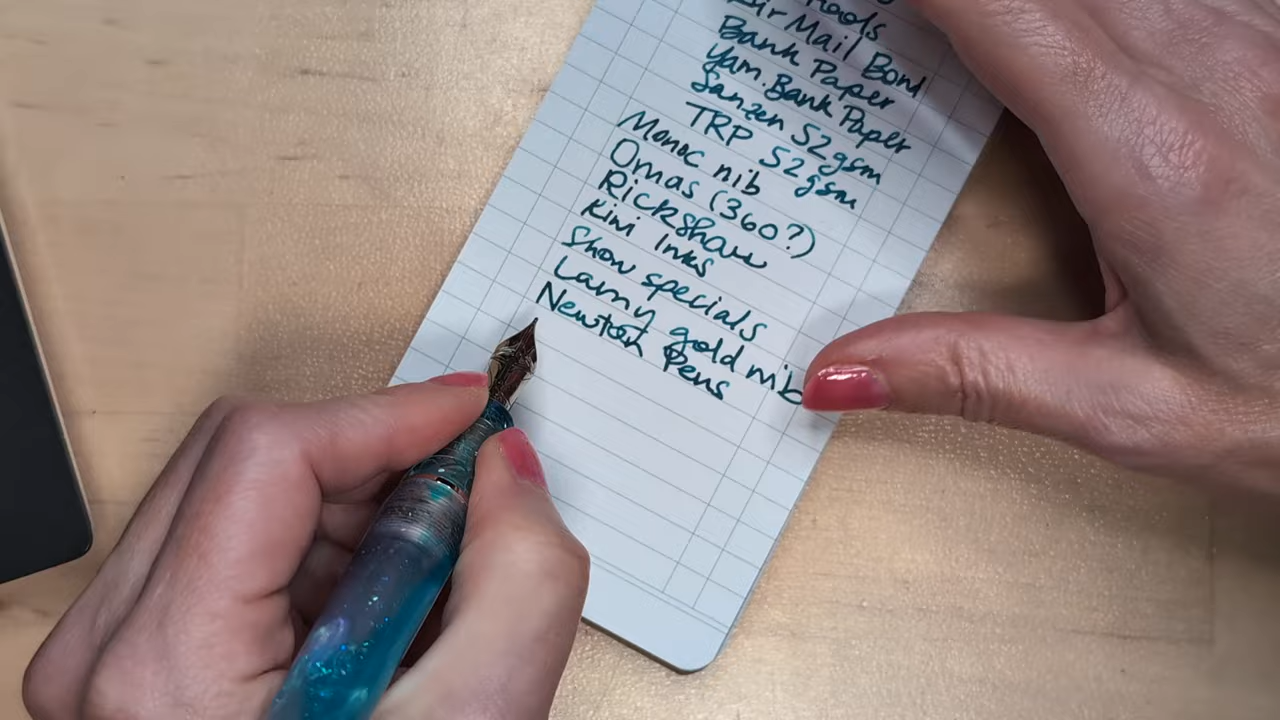 Air Mail Bond
Bank Paper
Yam. Bank Paper
Sanzen 52gsm
TRP 52gsm
Monoc nib
Omas (360?)
Rickshaw
Kiwi Inks
Show specials
Lamy gold nib
Newton Pens